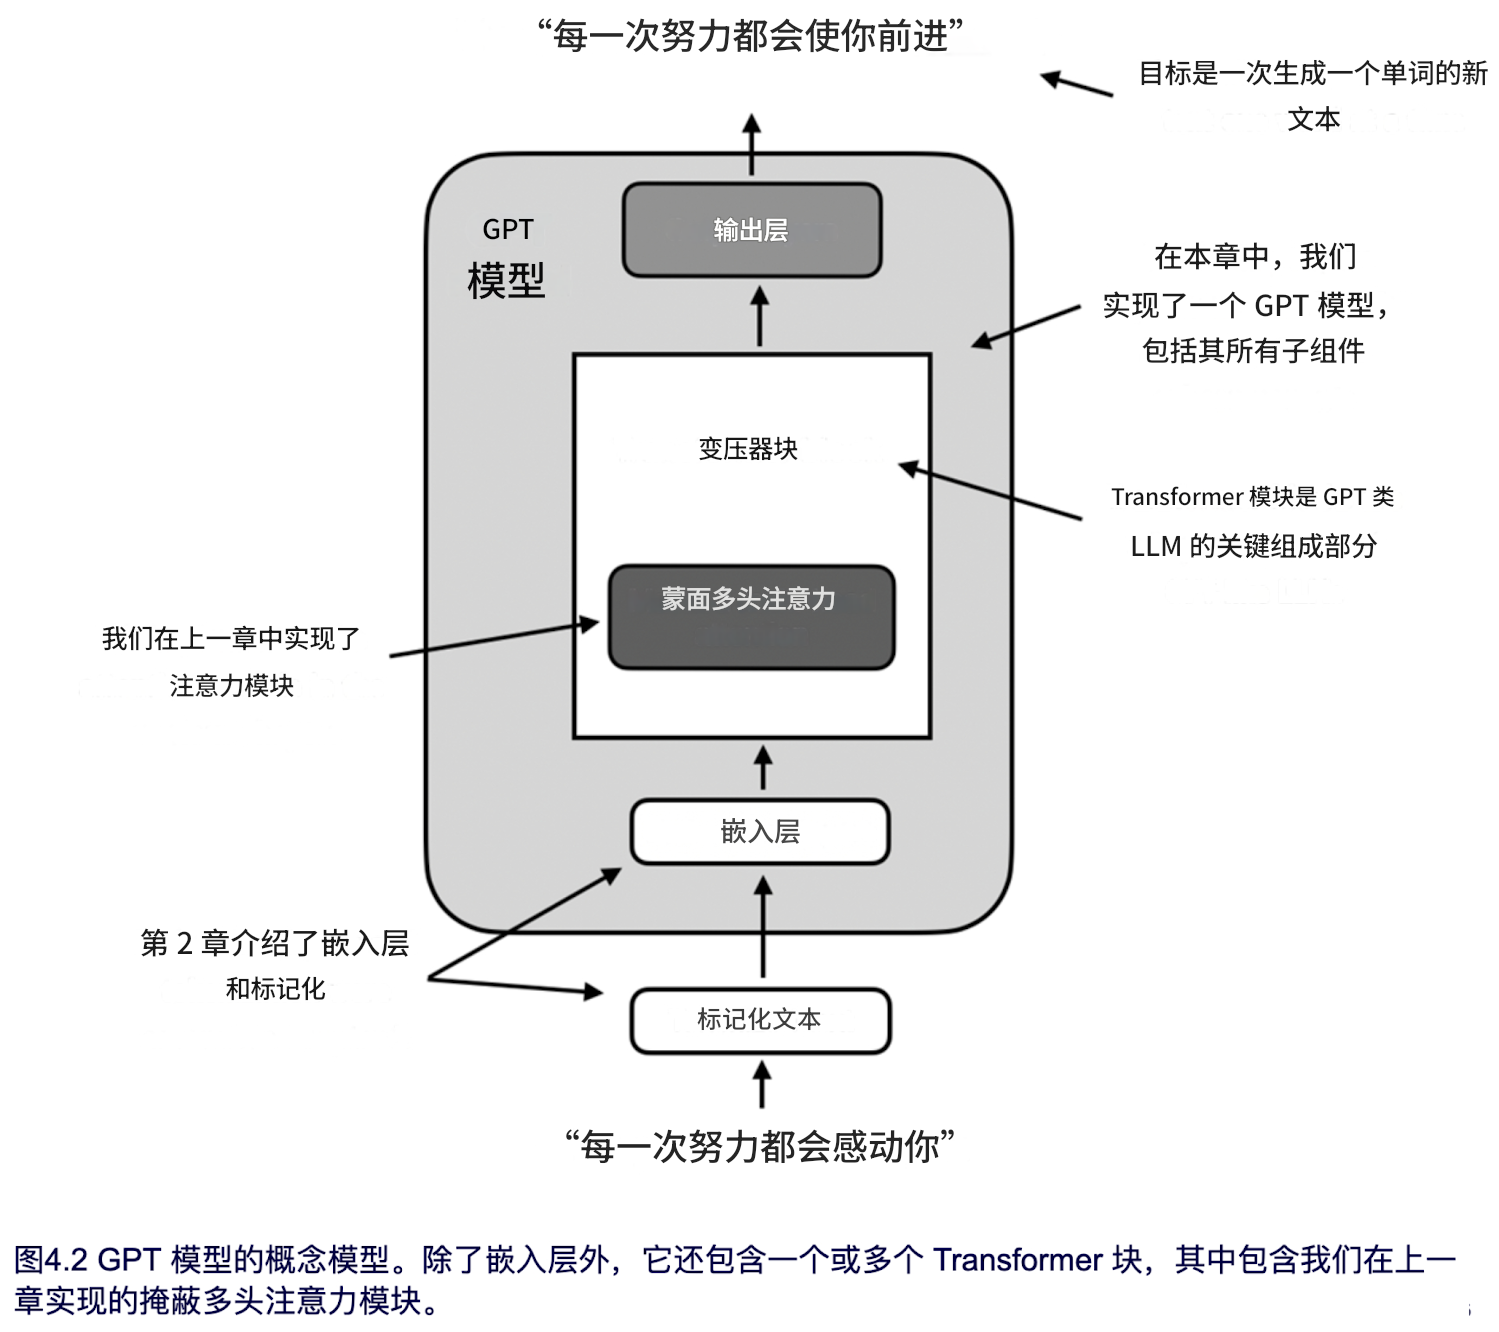 “每一次努力都会使你前进”
目标是一次生成一个单词的新
文本
GPT
模型
输出层
在本章中，我们
实现了一个 GPT 模型，
包括其所有子组件
变压器块
Transformer 模块是 GPT 类
LLM 的关键组成部分
蒙面多头注意力
我们在上一章中实现了
注意力模块
嵌入层
第 2 章介绍了嵌入层
和标记化
标记化文本
“每一次努力都会感动你”
图4.2 GPT 模型的概念模型。除了嵌入层外，它还包含一个或多个 Transformer 块，其中包含我们在上一
章实现的掩蔽多头注意力模块。